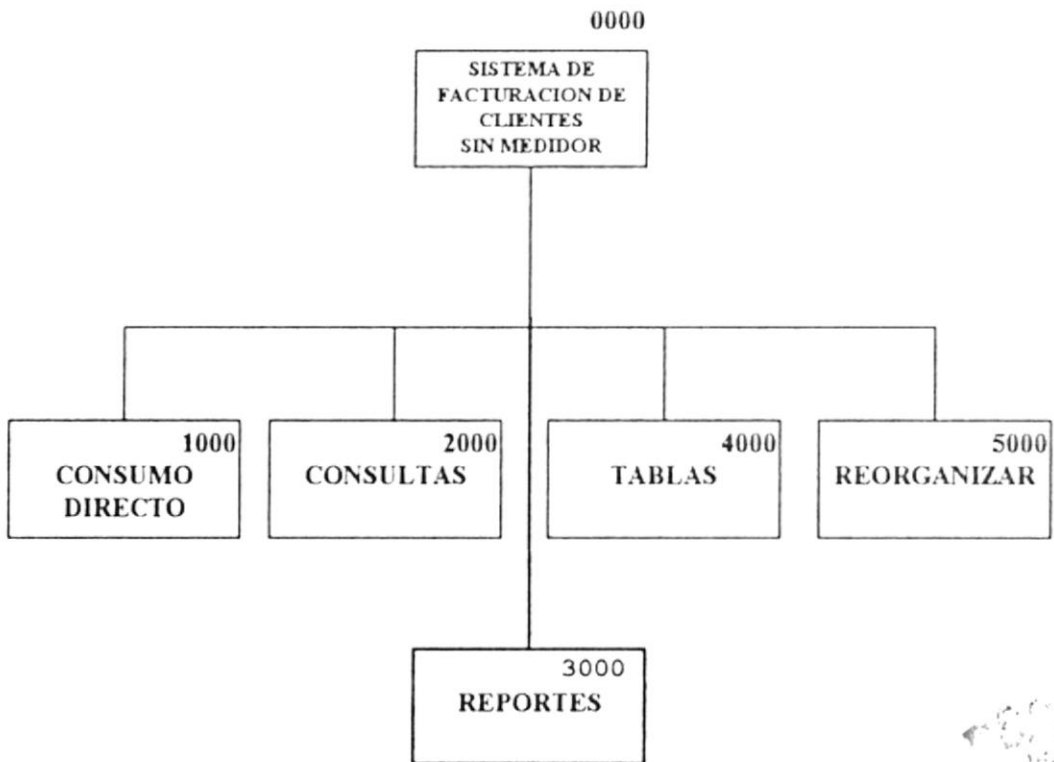 0000
SISTEMA DE
FACTURACION DE
CLIENTES
SIN MEDIDOR
1000
CONSUMO
DIRECTO
2000
CONSULTAS
4000
TABLAS
5000
REORGANIZAR
3000
REPORTES